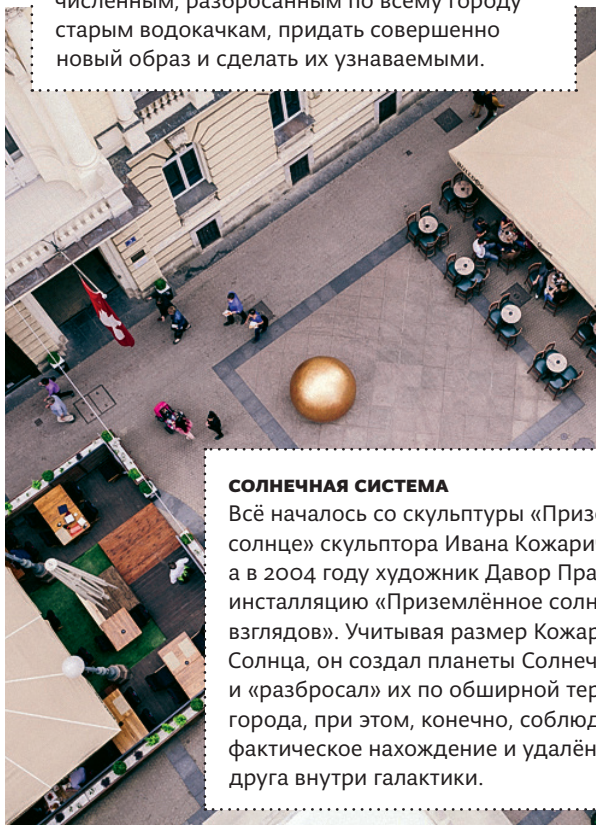 численным, разбросанным по всему городу
старым водокачкам, придать совершенно
новый образ и сделать их узнаваемыми.
СОЛНЕЧНАЯ СИСТЕМА
Всё началось со скульптуры «Призе
солнце» скульптора Ивана Кожари
а в 2004 году художник Давор Пра
инсталляцию «Приземлённое солн
взглядов». Учитывая размер Кожар
Солнца, он создал планеты Солнеч
и «разбросал» их по обширной тер
города, при этом, конечно, соблюд
фактическое нахождение и удалён
друга внутри галактики.